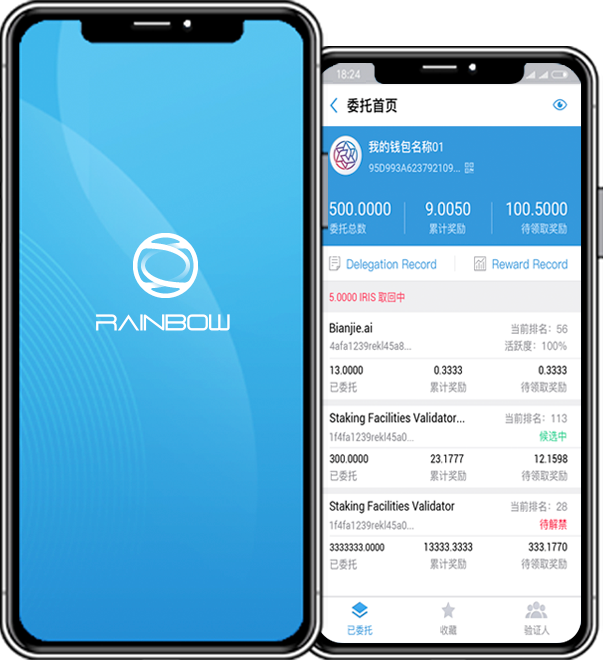 RAINBOW
18:24
委托首页
我的钱包名称01
95D993A623792109...
500.0000 9.0050 100.5000
委托总数 累计奖励 待领取奖励
Delegation Record Reward Record
5.0000 IRIS 取回中
Bianjie.ai 当前排名：56
4afa1239rekl45a8... 活跃度：100%
13.0000 0.3333 0.3333
已委托 累计奖励 待领取奖励
Staking Facilities Validator... 当前排名：113
1f4fa1239rekl45a0... 候选中
300.0000 23.1777 12.1598
已委托 累计奖励 待领取奖励
Staking Facilities Validator 当前排名：28
1f4fa1239rekl45a0... 待解禁
3333333.0000 13333.3333 333.1770
已委托 累计奖励 待领取奖励
已委托 收藏 验证人